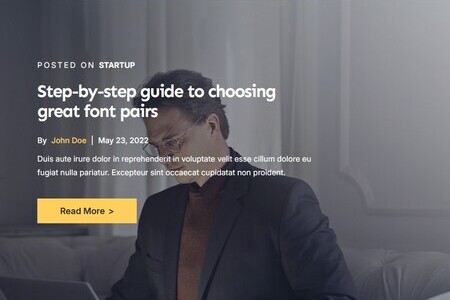 POSTED ON STARTUP
Step-by-step guide to choosing
great font pairs
By John Doe | May 23, 2022
Duis aute irure dolor in reprehenderit in voluptate velit esse cillum dolore eu
fugiat nulla pariatur. Excepteur sint occaecat cupidatat non proident.
Read More >